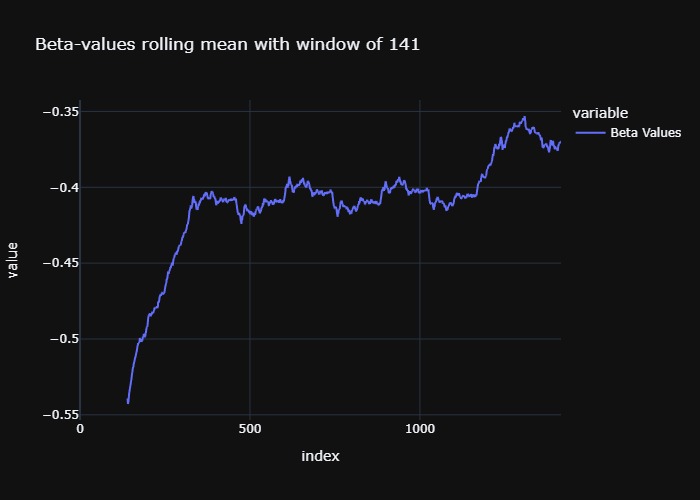 Beta-values rolling mean with window of 141
variable
Beta Values
−0.35
−0.4
−0.45
−0.5
−0.55
value
0
500
1000
index